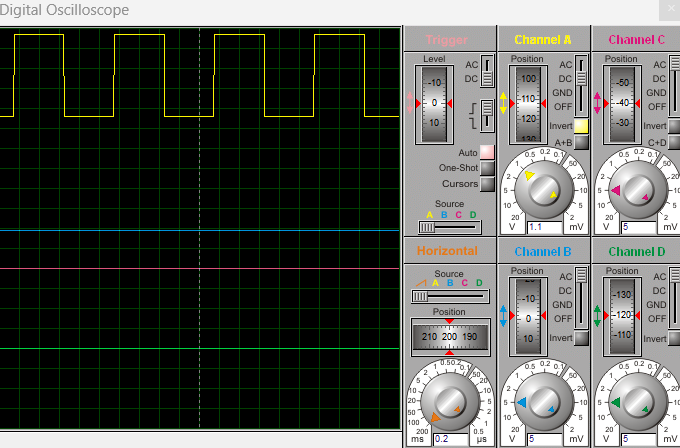 Digital Oscilloscope
Trigger
Level
-10
0
10
AC
DC
Auto
One-Shot
Cursors
Source
A B C D
Channel A
Position
100
110
120
130
AC
DC
GND
OFF
Invert
A+B
0.5 0.2 0.1
1 50
2 20
5 10
10 5
20 2
V 1.1 mV
Channel C
Position
-50
-40
-30
AC
DC
GND
OFF
Invert
C+D
0.5 0.2 0.1
1 50
2 20
5 10
10 5
20 2
V 5 mV
Horizontal
Source
A B C D
Position
210 200 190
0.5 0.2
1 0.1
2 50
5 20
10 10
20 5
50 2
100 1
200 0.5
ms 0.2 µs
Channel B
Position
-20
-10
0
10
AC
DC
GND
OFF
Invert
0.5 0.2 0.1
1 50
2 20
5 10
10 5
20 2
V 5 mV
Channel D
Position
-130
-120
-110
AC
DC
GND
OFF
Invert
0.5 0.2 0.1
1 50
2 20
5 10
10 5
20 2
V 5 mV